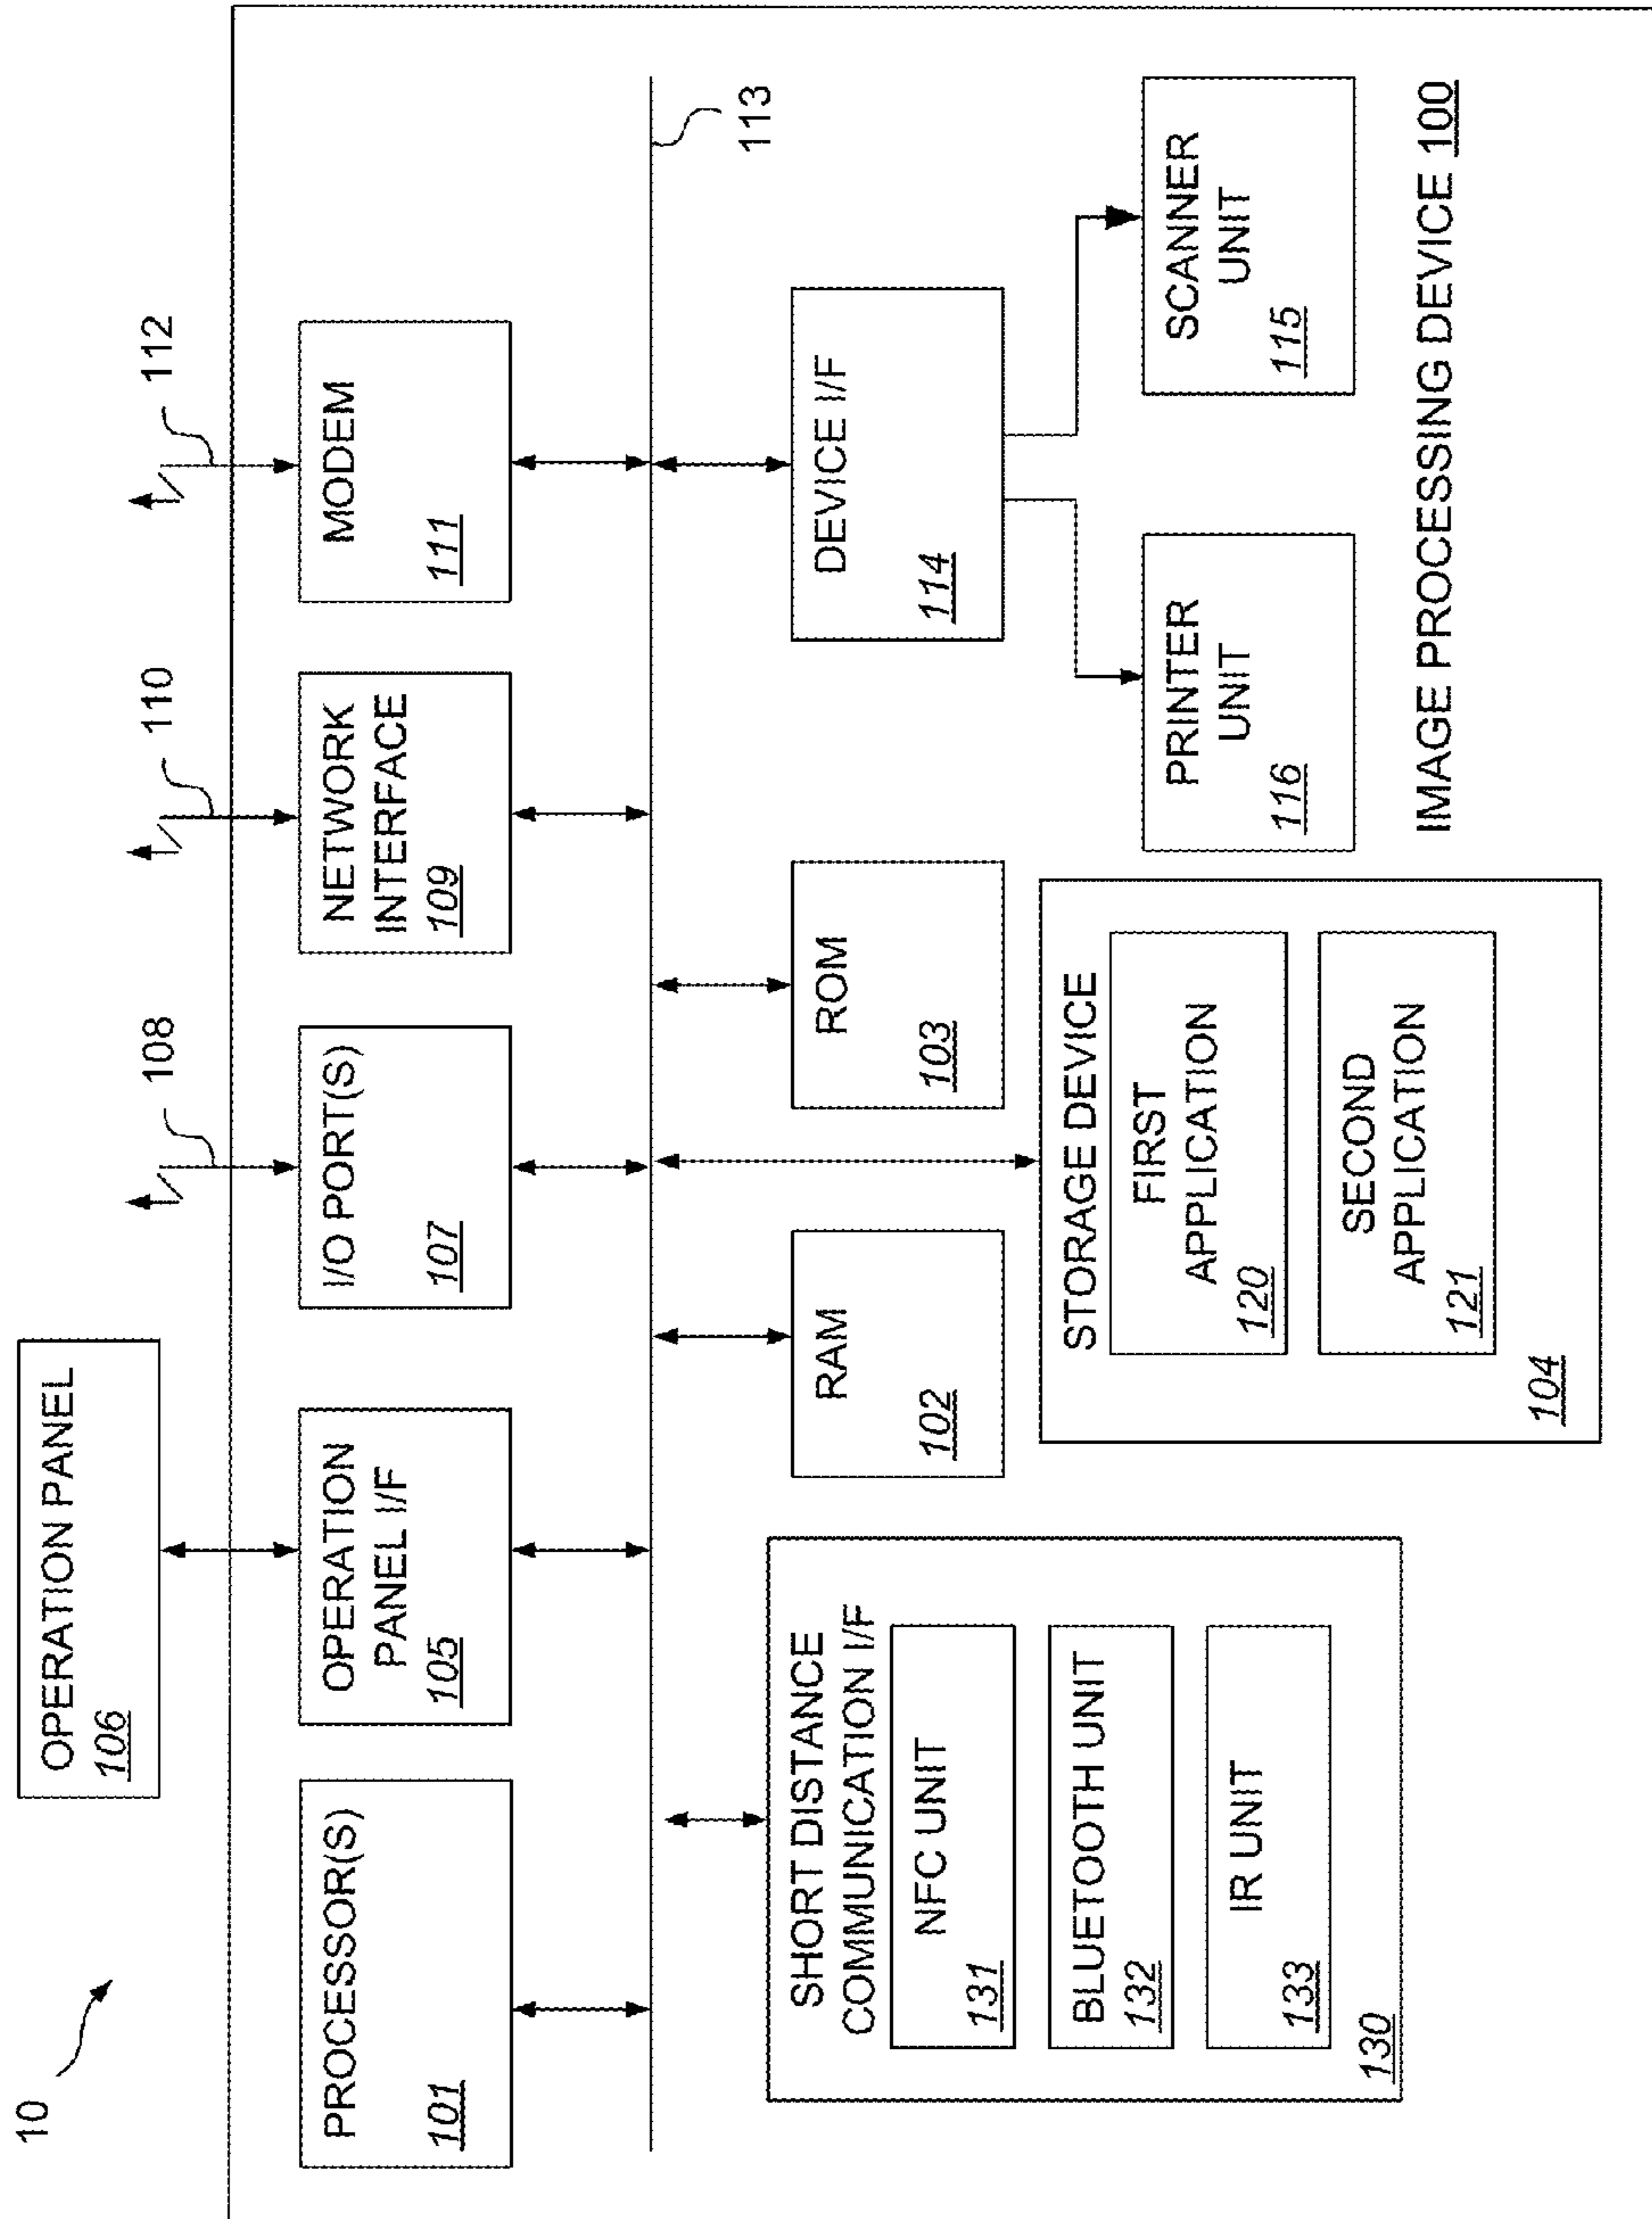 10
OPERATION PANEL
106
108
110
112
PROCESSOR(S)
101
OPERATION
PANEL I/F
105
I/O PORT(S)
107
NETWORK
INTERFACE
109
MODEM
111
113
SHORT DISTANCE
COMMUNICATION I/F
NFC UNIT
131
BLUETOOTH UNIT
132
IR UNIT
133
130
RAM
102
ROM
103
STORAGE DEVICE
FIRST
APPLICATION
120
SECOND
APPLICATION
121
104
DEVICE I/F
114
PRINTER
UNIT
116
SCANNER
UNIT
115
IMAGE PROCESSING DEVICE 100